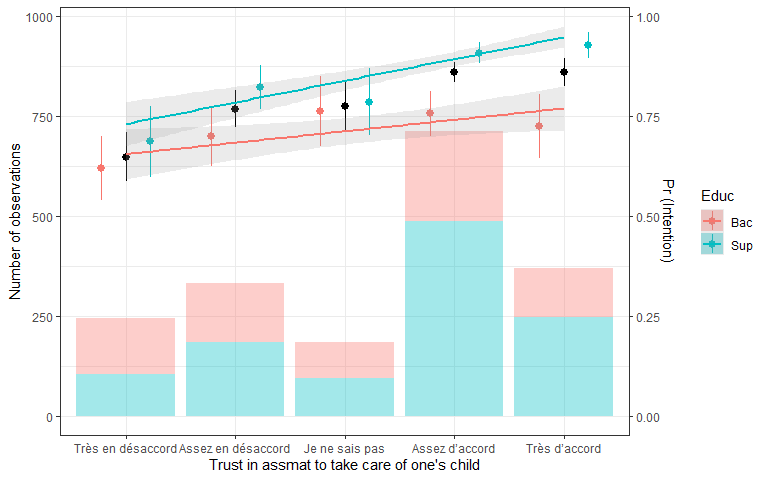 1000
750
500
250
0
Number of observations
1.00
0.75
0.50
0.25
0.00
Pr (Intention)
Très en désaccord
Assez en désaccord
Je ne sais pas
Assez d'accord
Très d'accord
Trust in assmat to take care of one's child
Educ
Bac
Sup